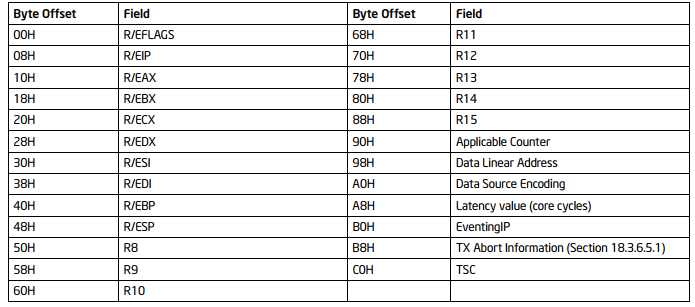 Byte Offset Field Byte Offset Field
00H R/EFLAGS 68H R11
08H R/EIP 70H R12
10H R/EAX 78H R13
18H R/EBX 80H R14
20H R/ECX 88H R15
28H R/EDX 90H Applicable Counter
30H R/ESI 98H Data Linear Address
38H R/EDI A0H Data Source Encoding
40H R/EBP A8H Latency value (core cycles)
48H R/ESP B0H EventingIP
50H R8 B8H TX Abort Information (Section 18.3.6.5.1)
58H R9 C0H TSC
60H R10